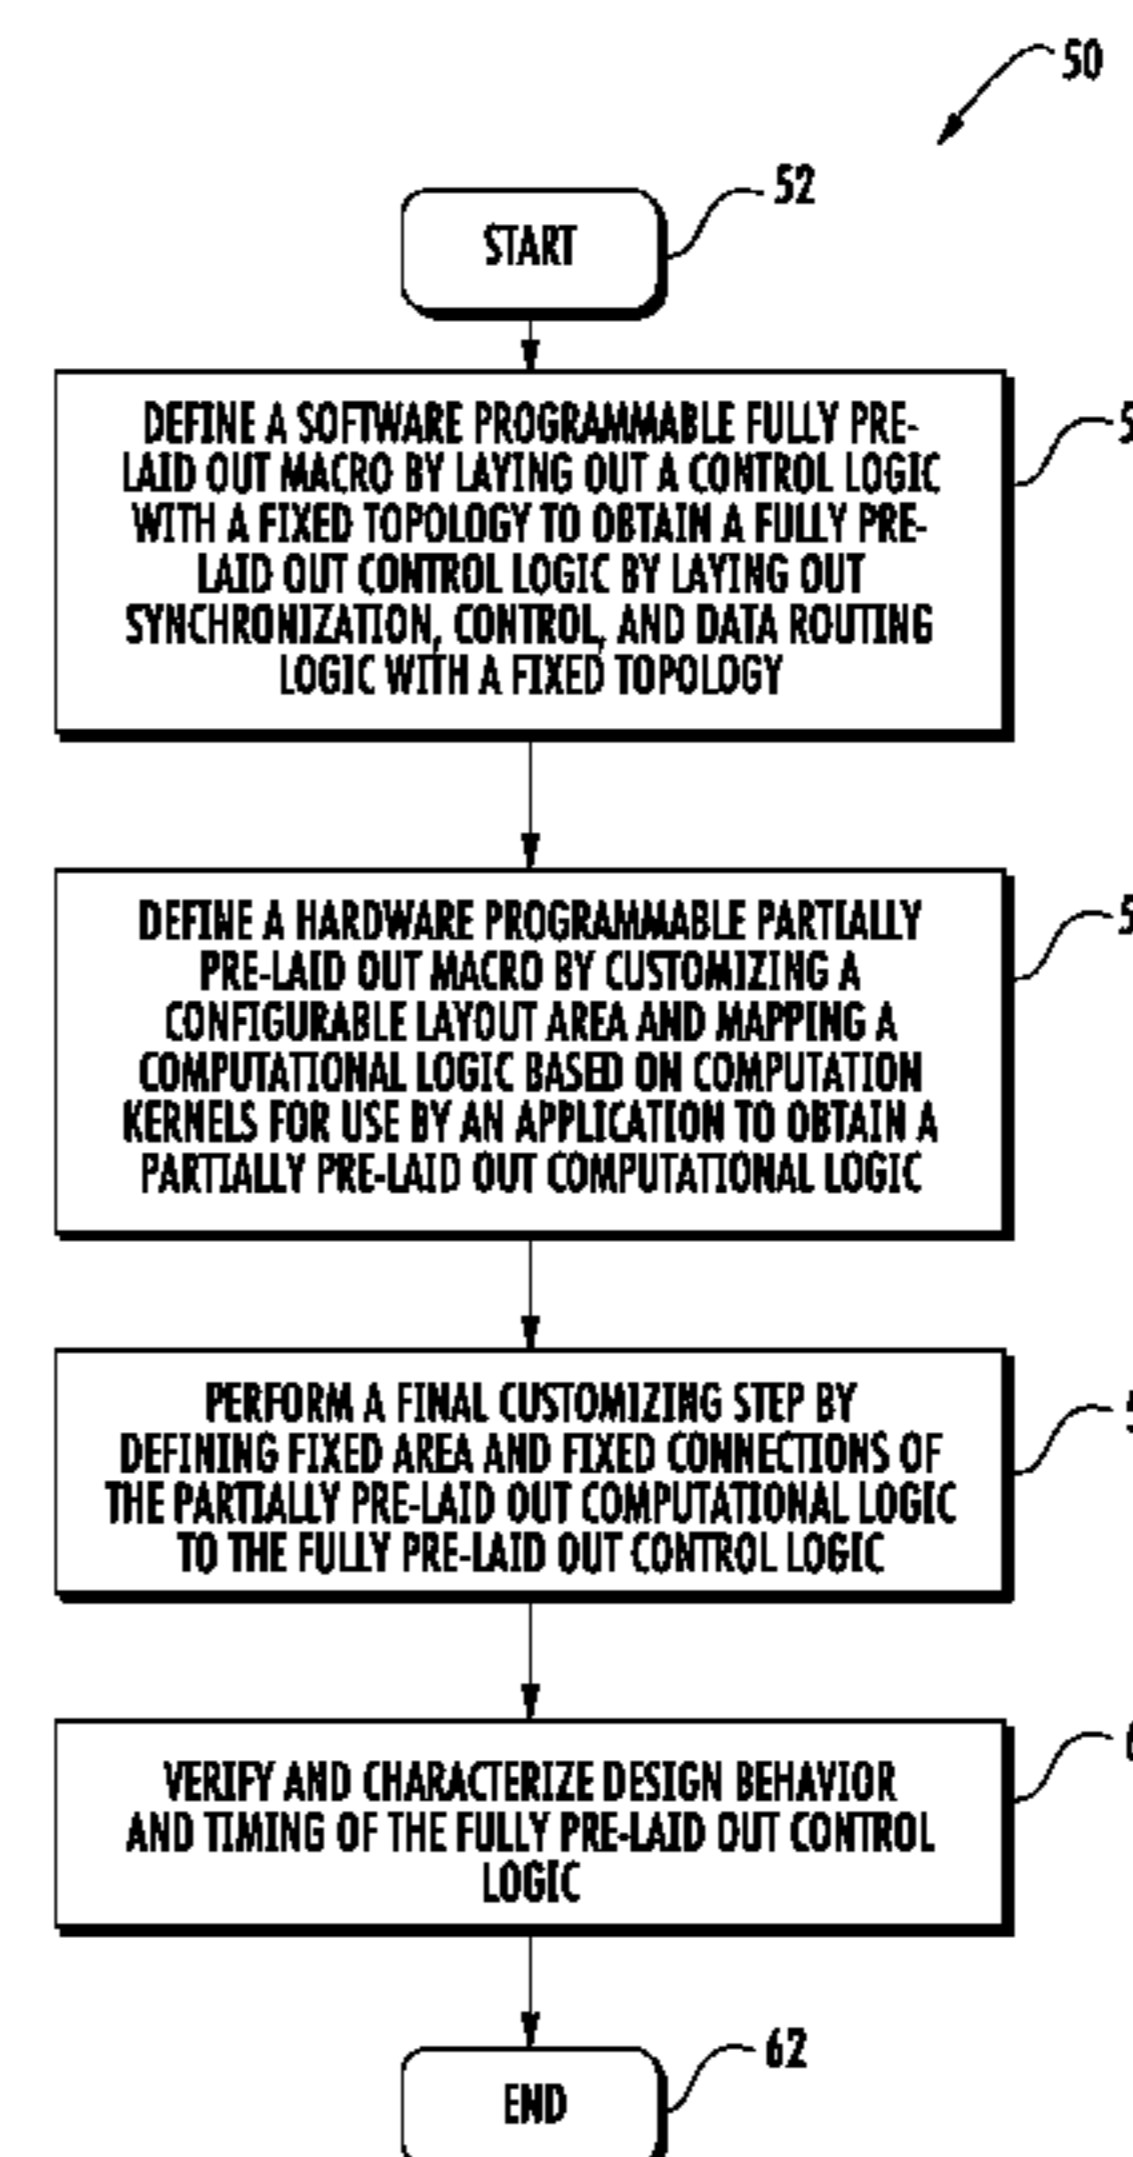 50
52
START
DEFINE A SOFTWARE PROGRAMMABLE FULLY PRE-
LAID OUT MACRO BY LAYING OUT A CONTROL LOGIC
WITH A FIXED TOPOLOGY TO OBTAIN A FULLY PRE-
LAID OUT CONTROL LOGIC BY LAYING OUT
SYNCHRONIZATION, CONTROL, AND DATA ROUTING
LOGIC WITH A FIXED TOPOLOGY
DEFINE A HARDWARE PROGRAMMABLE PARTIALLY
PRE-LAID OUT MACRO BY CUSTOMIZING A
CONFIGURABLE LAYOUT AREA AND MAPPING A
COMPUTATIONAL LOGIC BASED ON COMPUTATION
KERNELS FOR USE BY AN APPLICATION TO OBTAIN A
PARTIALLY PRE-LAID OUT COMPUTATIONAL LOGIC
PERFORM A FINAL CUSTOMIZING STEP BY
DEFINING FIXED AREA AND FIXED CONNECTIONS OF
THE PARTIALLY PRE-LAID OUT COMPUTATIONAL LOGIC
TO THE FULLY PRE-LAID OUT CONTROL LOGIC
VERIFY AND CHARACTERIZE DESIGN BEHAVIOR
AND TIMING OF THE FULLY PRE-LAID OUT CONTROL
LOGIC
62
END